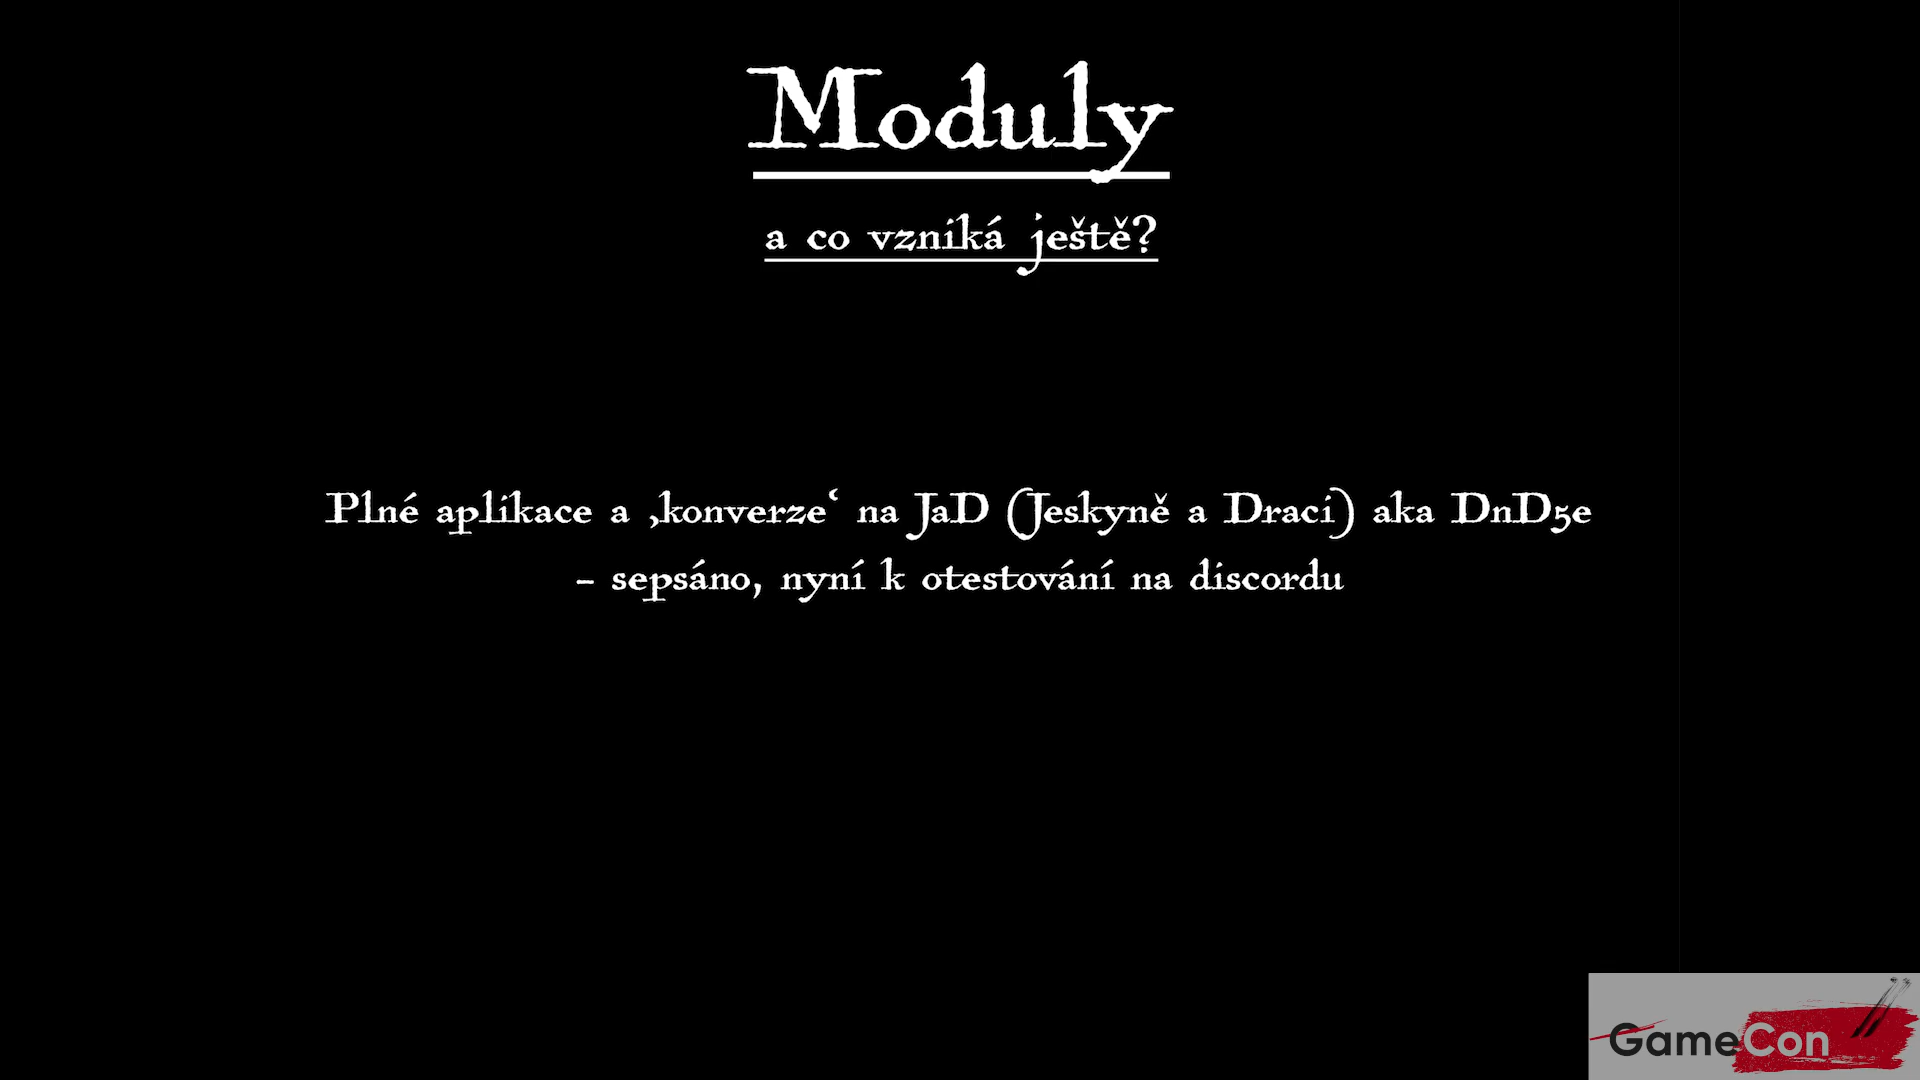 Moduly
a co vzniká ještě?
Plné aplikace a ‚konverze‘ na JaD (Jeskyně a Draci) aka DnD5e
– sepsáno, nyní k otestování na discordu
GameCon